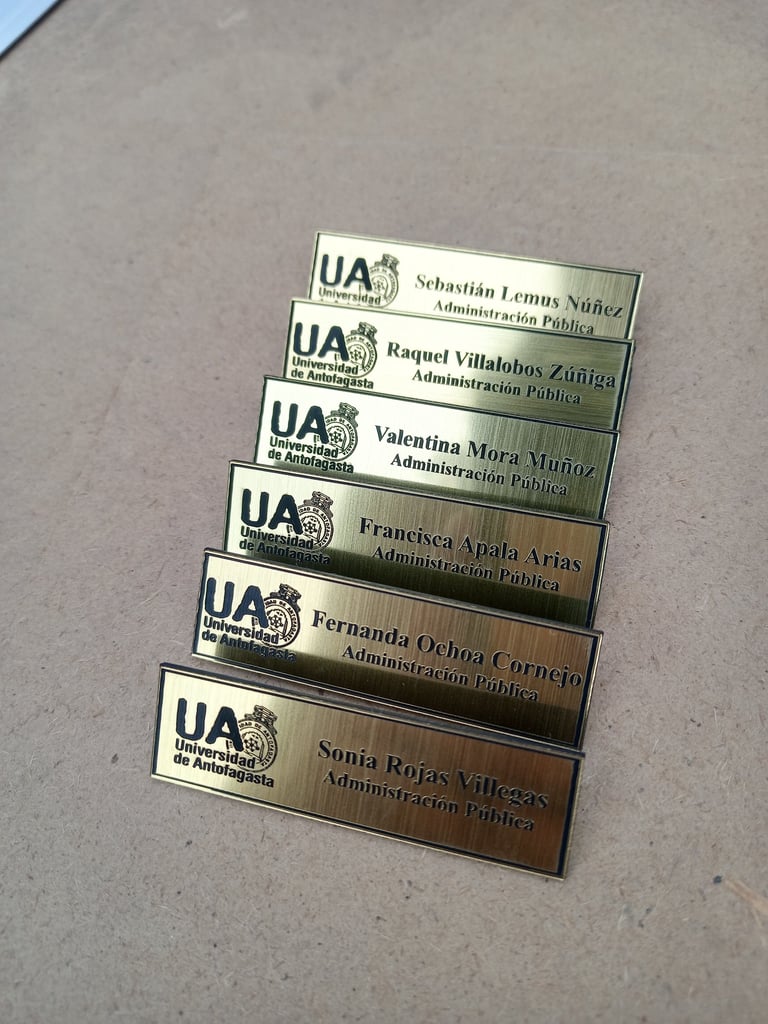 UA
Universidad
Sebastián Lemus Núñez
Administración Pública
UA
Universidad
de Antofagasta
Raquel Villalobos Zúñiga
Administración Pública
UA
Universidad
de Antofagasta
Valentina Mora Muñoz
Administración Pública
UA
Universidad
de Antofagasta
Francisca Apala Arias
Administración Pública
UA
Universidad
de Antofagasta
Fernanda Ochoa Cornejo
Administración Pública
UA
Universidad
de Antofagasta
Sonia Rojas Villegas
Administración Pública